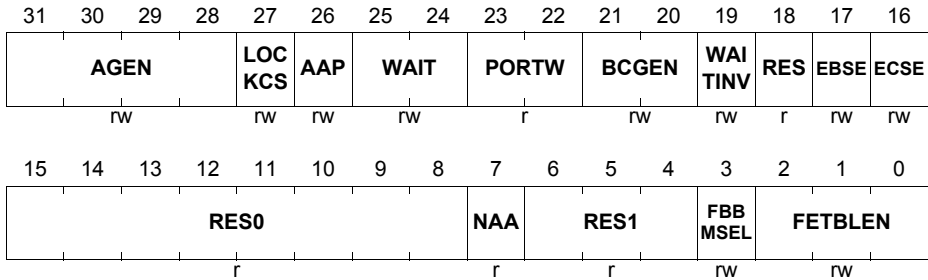 31 30 29 28 27 26 25 24 23 22 21 20 19 18 17 16
AGEN LOC KCS AAP WAIT PORTW BCGEN WAI TINV RES EBSE ECSE
rw rw rw rw r rw rw r rw rw
15 14 13 12 11 10 9 8 7 6 5 4 3 2 1 0
RES0 NAA RES1 FBB MSEL FETBLEN
r r r rw rw